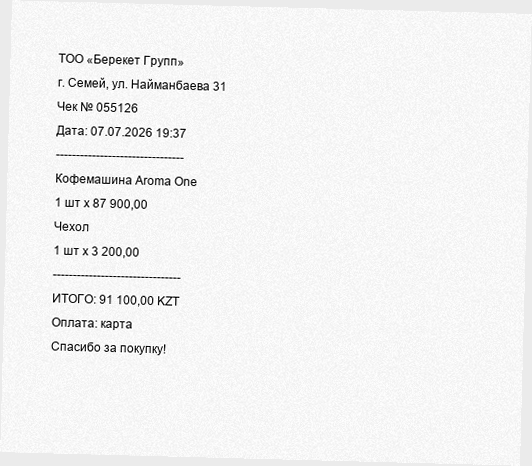 ТОО «Берекет Групп»
г. Семей, ул. Найманбаева 31
Чек № 055126
Дата: 07.07.2026 19:37
--------------------------------
Кофемашина Aroma One
1 шт x 87 900,00
Чехол
1 шт x 3 200,00
--------------------------------
ИТОГО: 91 100,00 KZT
Оплата: карта
Спасибо за покупку!